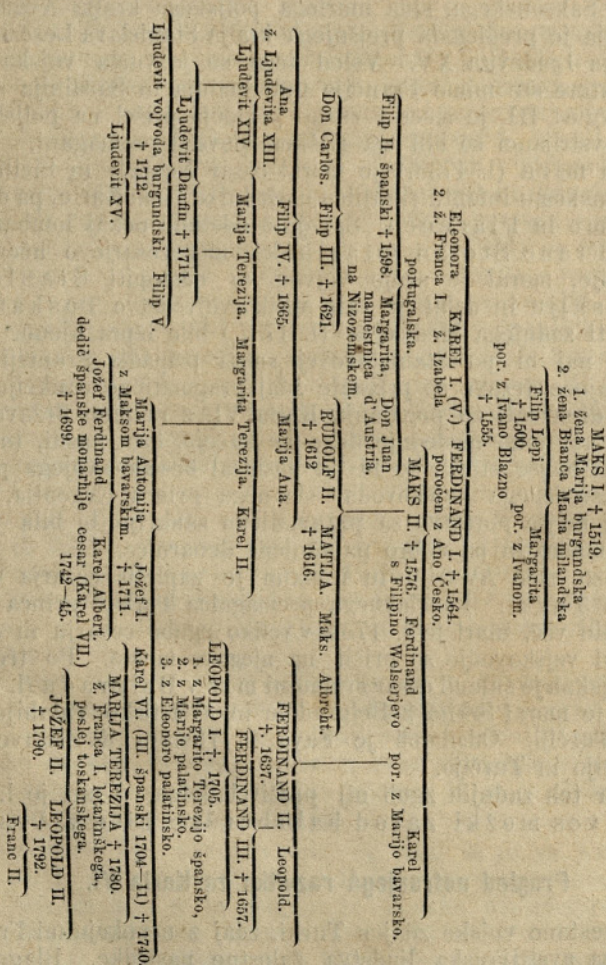 MAKS I. † 1519.
1. žena Marija burgundska
2. žena Bianca Maria milandska
Filip Lepi Margarita
† 1500 por. z Ivanom.
por. z Ivano Blazno
† 1555.
Eleonora KAREL I. (V.) FERDINAND I. † 1564.
2. ž. Franca I. ž. Izabela poročen z Ano Česko.
portugalska.
Filip II. španski † 1598. Margarita, Don Juan
namestnica d' Austria.
na Nizozemskem.
MAKS II. † 1576. Ferdinand Karel
s Filipino Welserjevo por. z Marijo bavarsko.
Don Carlos. Filip III. † 1621.
RUDOLF II. MATIJA. Maks. Albreht.
† 1612 † 1616.
FERDINAND II. Leopold.
†. 1637.
Ana Filip IV. † 1665. Marija Ana.
ž. Ljudevita XIII.
FERDINAND III. † 1657.
Ljudevit XIV Marija Terezija. Margarita Terezija. Karel II.
LEOPOLD I. †. 1705.
1. z Margarito Terezijo špansko,
2. z Marijo palatinsko.
3. z Eleonoro palatinsko.
Ljudevit Daufin † 1711.
Marija Antonija Jožef I. Karel VI. (III. španski 1704—11) † 1740.
z Maksom bavarskim. † 1711.
Ljudevit vojvoda burgundski. Filip V.
† 1712.
Jožef Ferdinand Karel Albert.
dedič španske monarhije cesar (Karel VII.)
† 1699. 1742—45.
MARIJA TEREZIJA † 1780.
ž. Franca I. lotarinškega,
poslej toskanskega.
Ljudevit XV.
JOŽEF II. LEOPOLD II.
† 1790. † 1792.
Franc II.